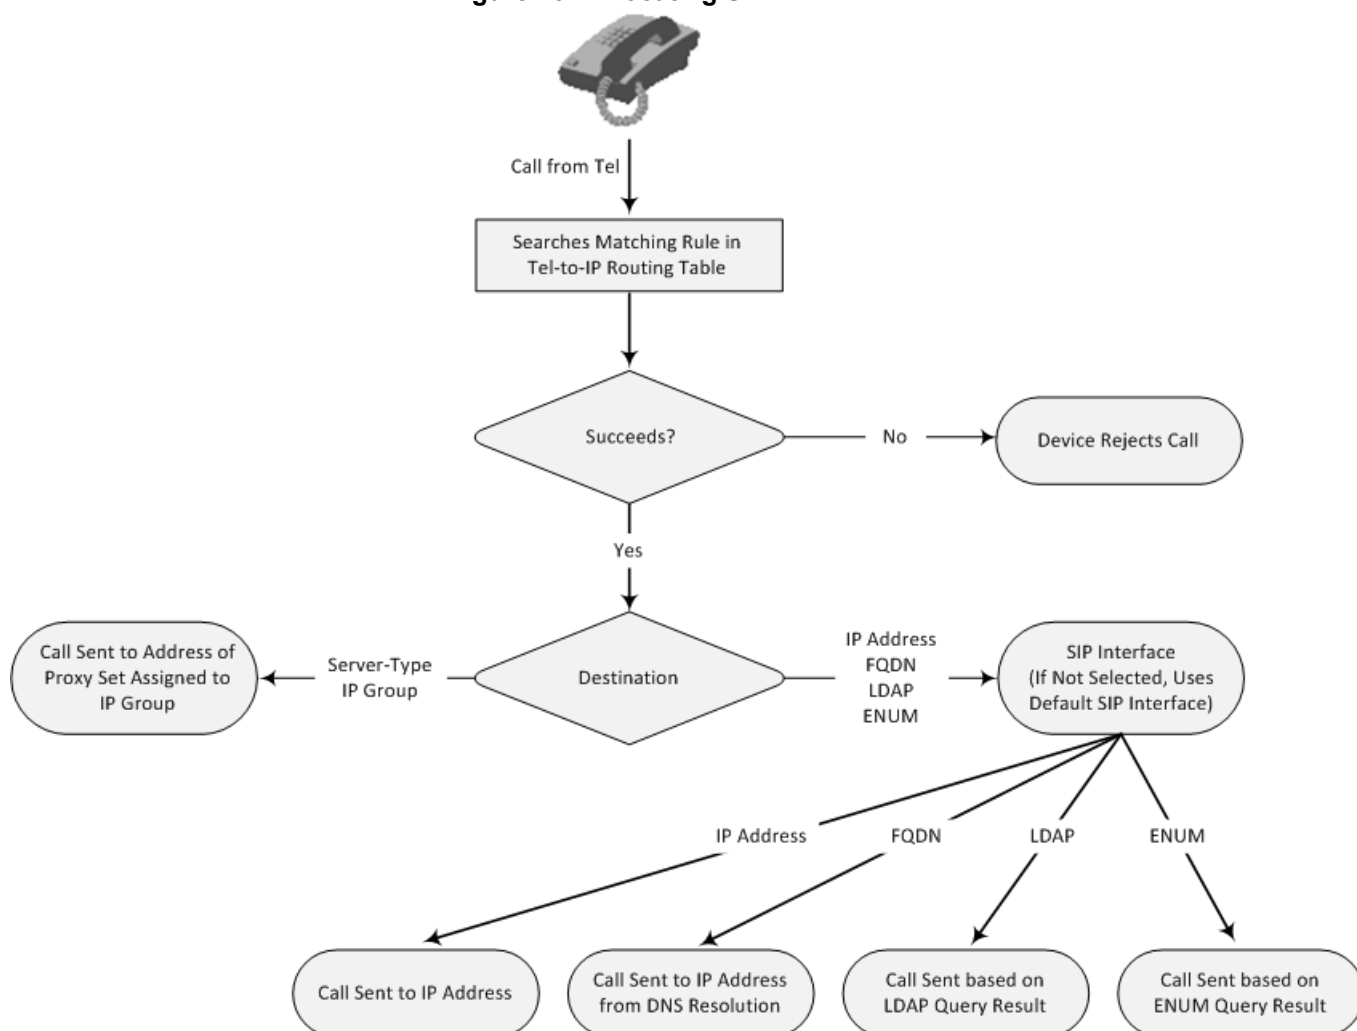 Call from Tel
Searches Matching Rule in
Tel-to-IP Routing Table
Succeeds?
No
Device Rejects Call
Yes
Call Sent to Address of
Proxy Set Assigned to
IP Group
Server-Type
IP Group
Destination
IP Address
FQDN
LDAP
ENUM
SIP Interface
(If Not Selected, Uses
Default SIP Interface)
IP Address
FQDN
LDAP
ENUM
Call Sent to IP Address
Call Sent to IP Address
from DNS Resolution
Call Sent based on
LDAP Query Result
Call Sent based on
ENUM Query Result